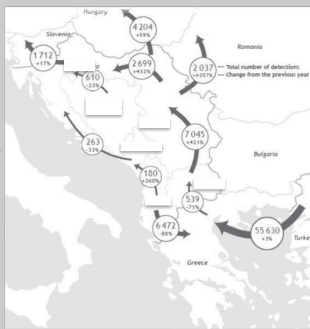 Hungary
4 204
+59%
Slovenia
Romania
1 712
+17%
2 699
+432%
2 037
+4 057%
Total number of detections
Change from the previous year
610
-23%
7 045
+421%
263
-33%
Bulgaria
180
+260%
539
-71%
6 472
-88%
55 630
+3%
Greece
Turke